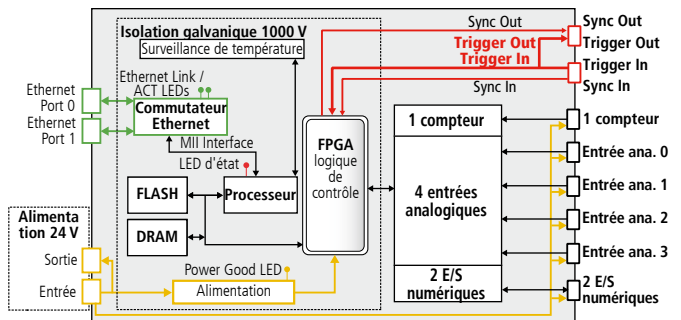 Isolation galvanique 1000 V
Surveillance de température
Sync Out
Trigger Out
Trigger In
Sync In
Sync Out
Trigger Out
Trigger In
Sync In
Ethernet
Port 0
Ethernet
Port 1
Ethernet Link /
ACT LEDs
Commutateur
Ethernet
MII Interface
LED d'état
FLASH
Processeur
DRAM
FPGA
logique
de
contrôle
1 compteur
4 entrées
analogiques
2 E/S
numériques
1 compteur
Entrée ana. 0
Entrée ana. 1
Entrée ana. 2
Entrée ana. 3
2 E/S
numériques
Alimenta
tion 24 V
Sortie
Entrée
Power Good LED
Alimentation